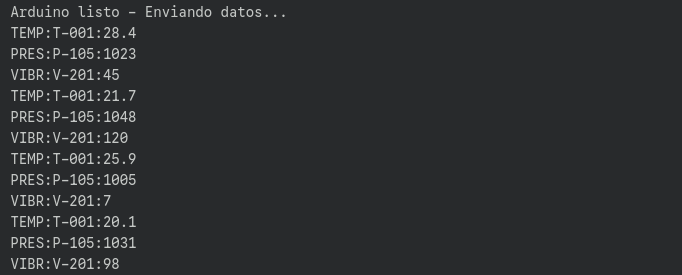 Arduino listo - Enviando datos...
TEMP:T-001:28.4
PRES:P-105:1023
VIBR:V-201:45
TEMP:T-001:21.7
PRES:P-105:1048
VIBR:V-201:120
TEMP:T-001:25.9
PRES:P-105:1005
VIBR:V-201:7
TEMP:T-001:20.1
PRES:P-105:1031
VIBR:V-201:98